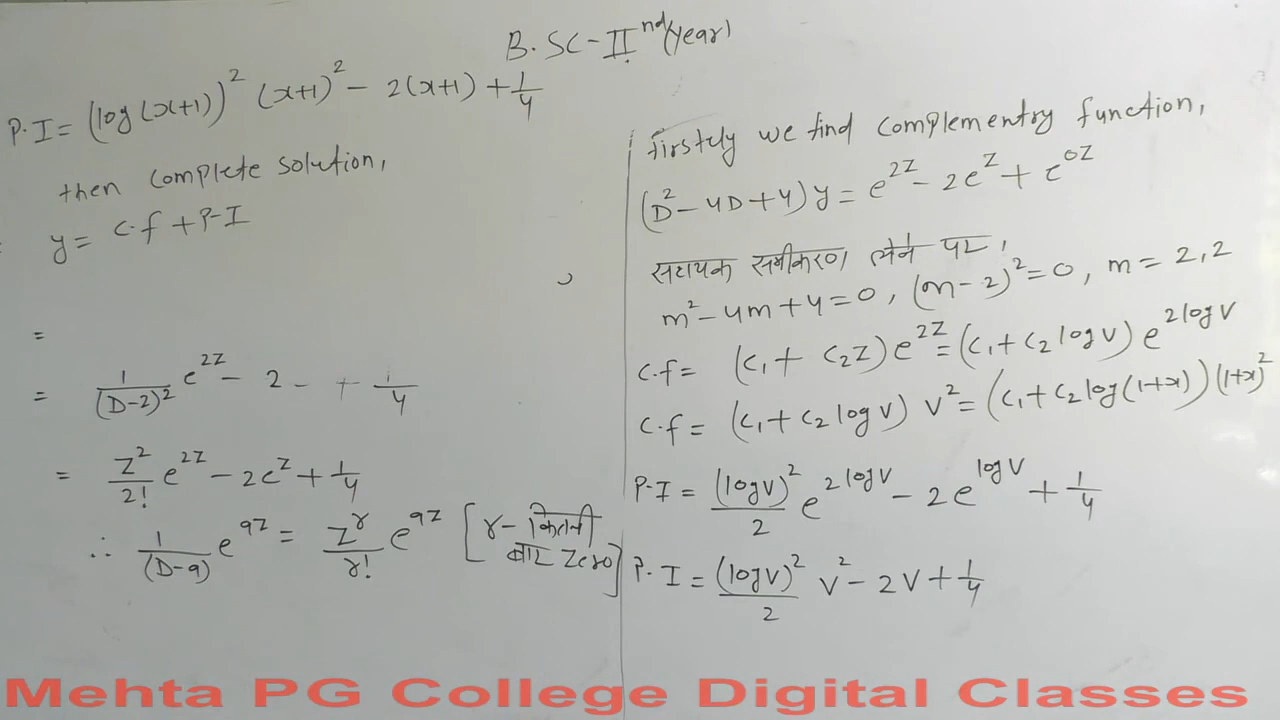 B.SC-IInd(year)
P.I = (log(x+1))² (x+1)² - 2(x+1) + 1/4
then complete solution,
y = C.f + P-I
=
= 1/(D-2)² e^2Z - 2 - + 1/4
= Z²/2! e^2Z - 2e^Z + 1/4
∴ 1/(D-a) e^az = Z^r/r! e^az [r - कितनी
बार Zero]
firstely we find complementry function,
(D² - 4D + 4) y = e^2Z - 2e^Z + e^0Z
सहायक समीकरण लेने पर,
m² - 4m + 4 = 0, (m-2)² = 0, m = 2,2
C.f = (C₁ + C₂Z) e^2Z = (C₁ + C₂ log V) e^2logV
C.f = (C₁ + C₂ log V) V² = (C₁ + C₂ log(1+x)) (1+x)²
P-I = (logV)²/2 e^2logV - 2e^logV + 1/4
P.I = (logV)²/2 V² - 2V + 1/4
Mehta PG College Digital Classes